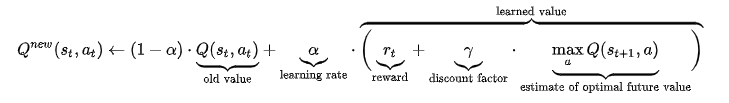 learned value
Q^{new}(s_t, a_t) ← (1 − α) · Q(s_t, a_t) + α · ( r_t + γ · max_a Q(s_{t+1}, a) )
old value
learning rate
reward
discount factor
estimate of optimal future value